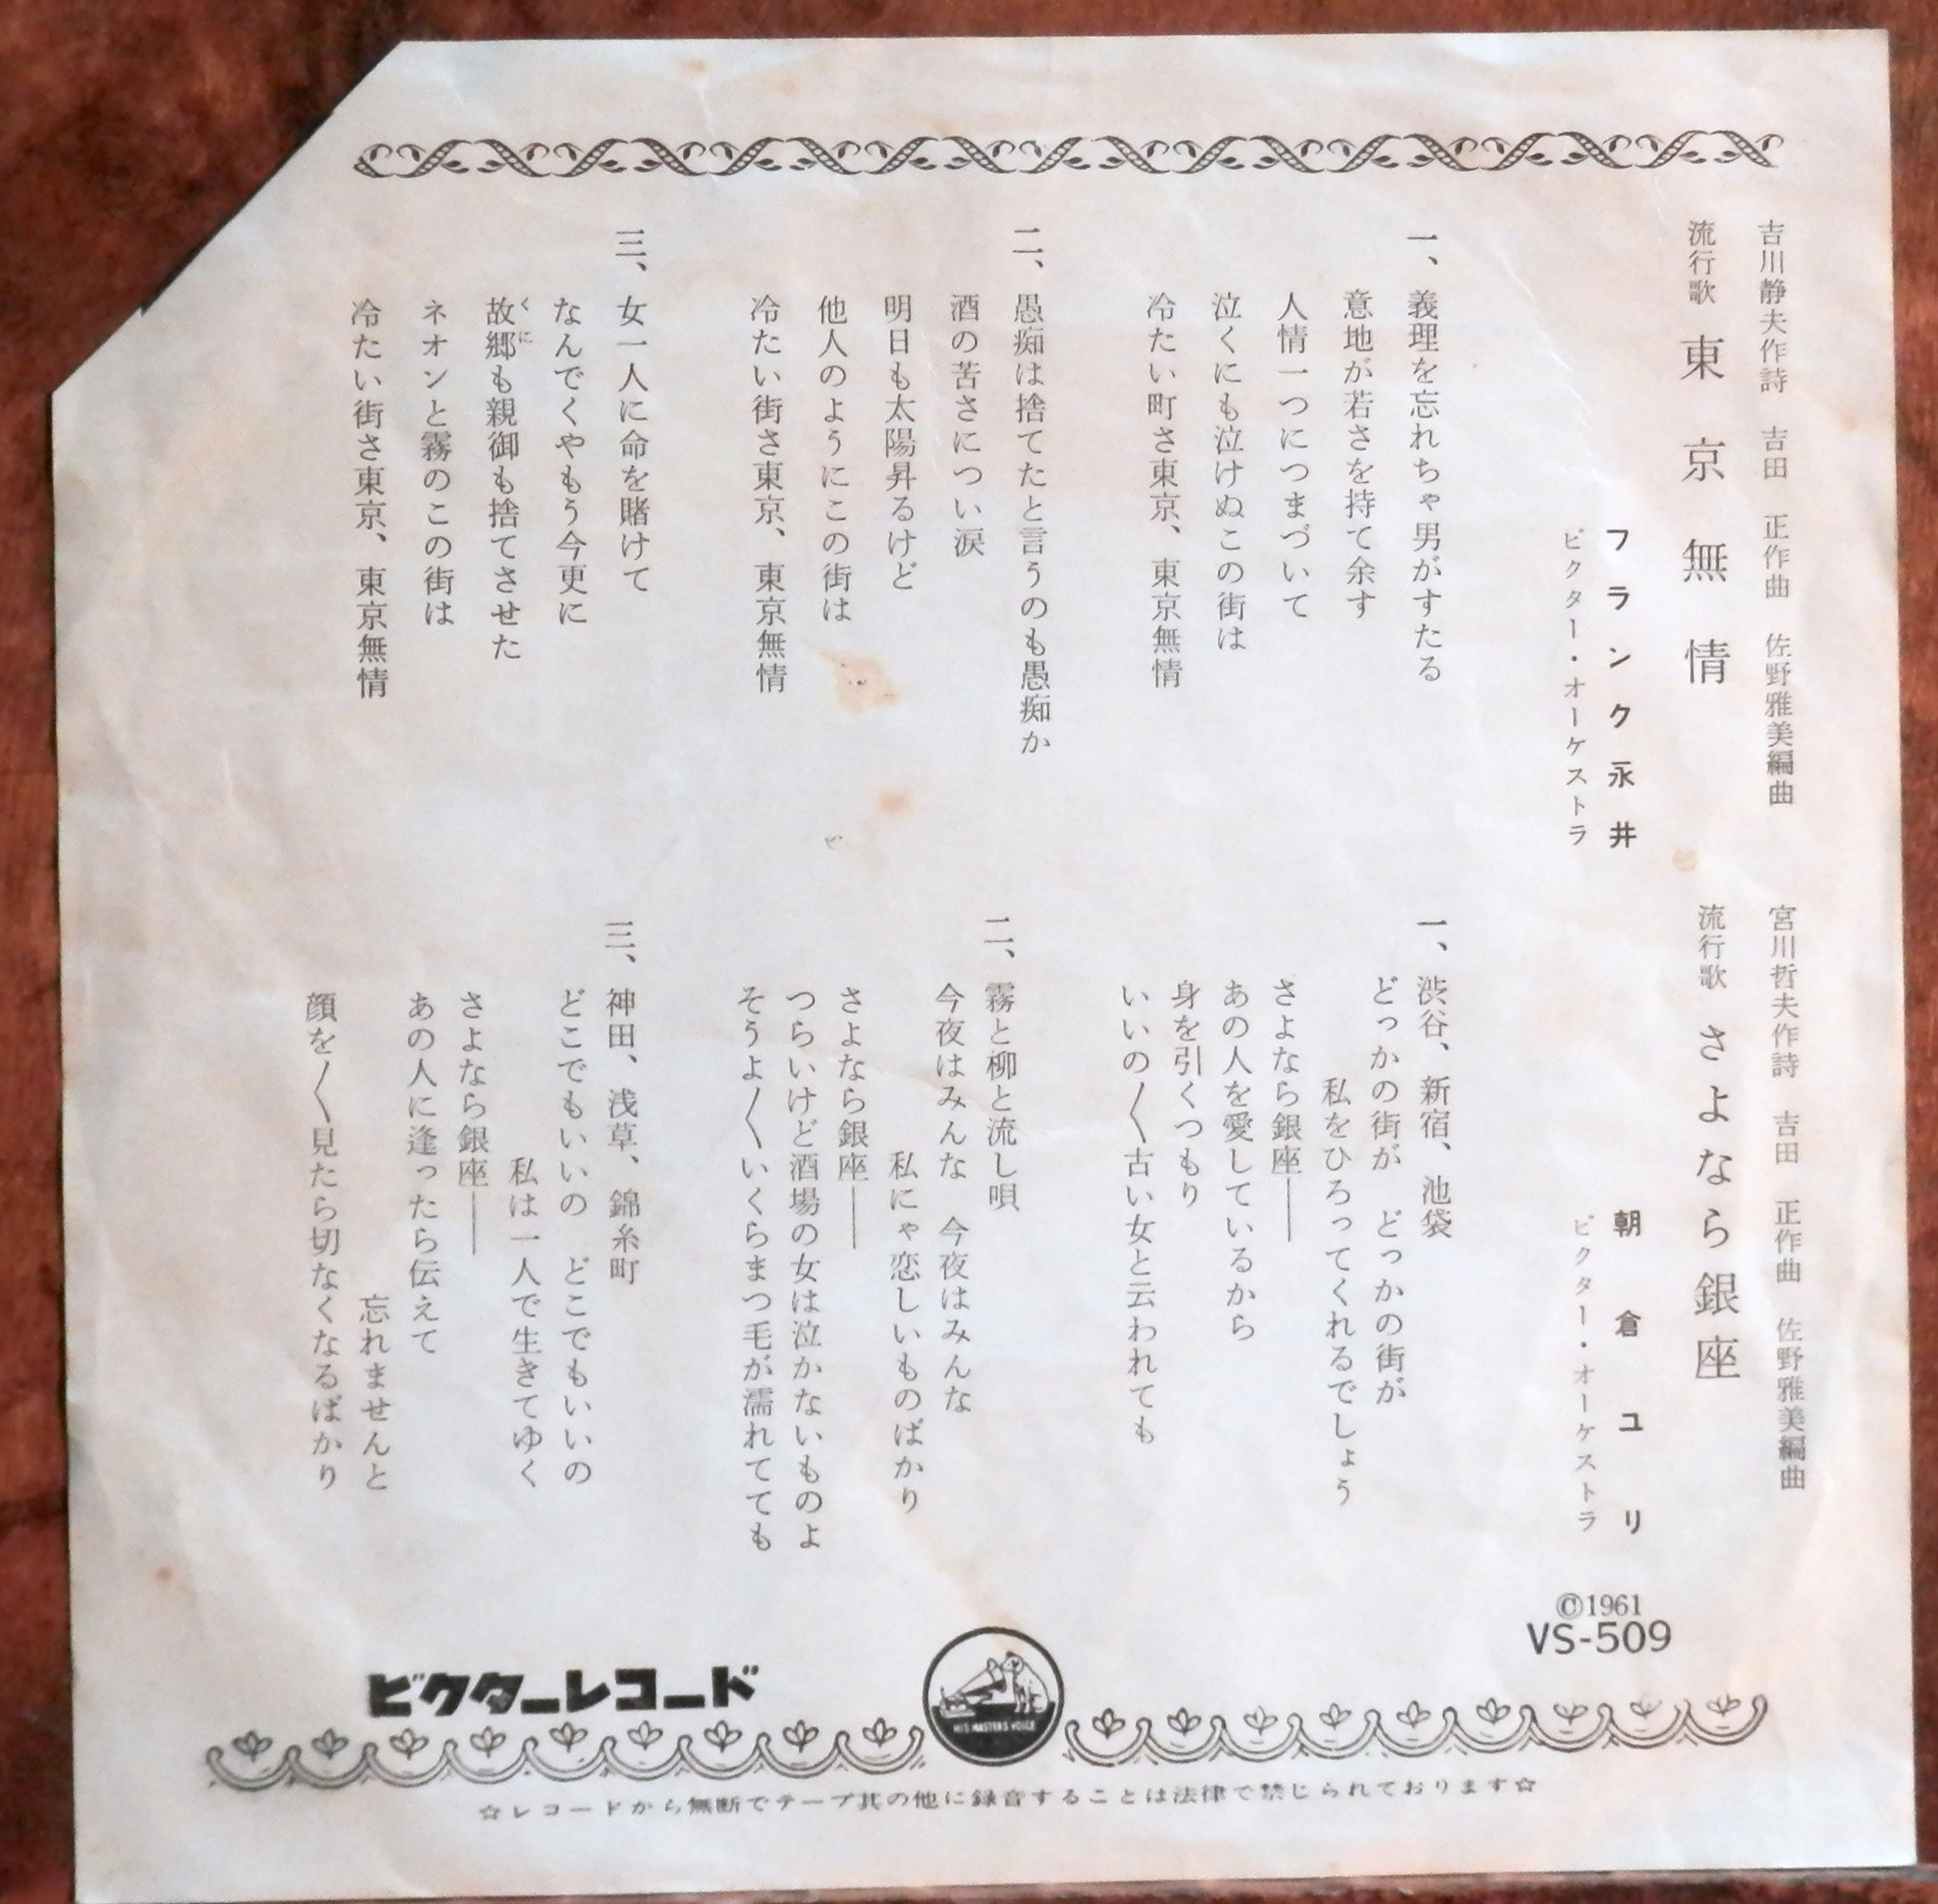 吉川静夫作詩　吉田　正作曲　佐野雅美編曲
流行歌　東京無情
フランク永井
ビクター・オーケストラ
一、義理を忘れちゃ男がすたる
意地が若さを持て余す
人情一つにつまづいて
泣くにも泣けぬこの街は
冷たい町さ東京、東京無情
二、愚痴は捨てたと言うのも愚痴か
酒の苦さについ涙
明日も太陽昇るけど
他人のようにこの街は
冷たい街さ東京、東京無情
三、女一人に命を賭けて
なんでくやもう今更に
故郷も親御も捨てさせた
くに
ネオンと霧のこの街は
冷たい街さ東京、東京無情
宮川哲夫作詩　吉田　正作曲　佐野雅美編曲
流行歌　さよなら銀座
朝倉ユリ
ビクター・オーケストラ
一、渋谷、新宿、池袋
どっかの街が　どっかの街が
私をひろってくれるでしょう
さよなら銀座――
あの人を愛しているから
身を引くつもり
いいの〳〵古い女と云われても
二、霧と柳と流し唄
今夜はみんな　今夜はみんな
私にゃ恋しいものばかり
さよなら銀座――
つらいけど酒場の女は泣かないものよ
そうよ〳〵いくらまつ毛が濡れてても
三、神田、浅草、錦糸町
どこでもいいの　どこでもいいの
私は一人で生きてゆく
さよなら銀座――
あの人に逢ったら伝えて
忘れませんと
顔を〳〵見たら切なくなるばかり
©1961
VS-509
ビクターレコード
HIS MASTERS VOICE
☆レコードから無断でテープ其の他に録音することは法律で禁じられております☆